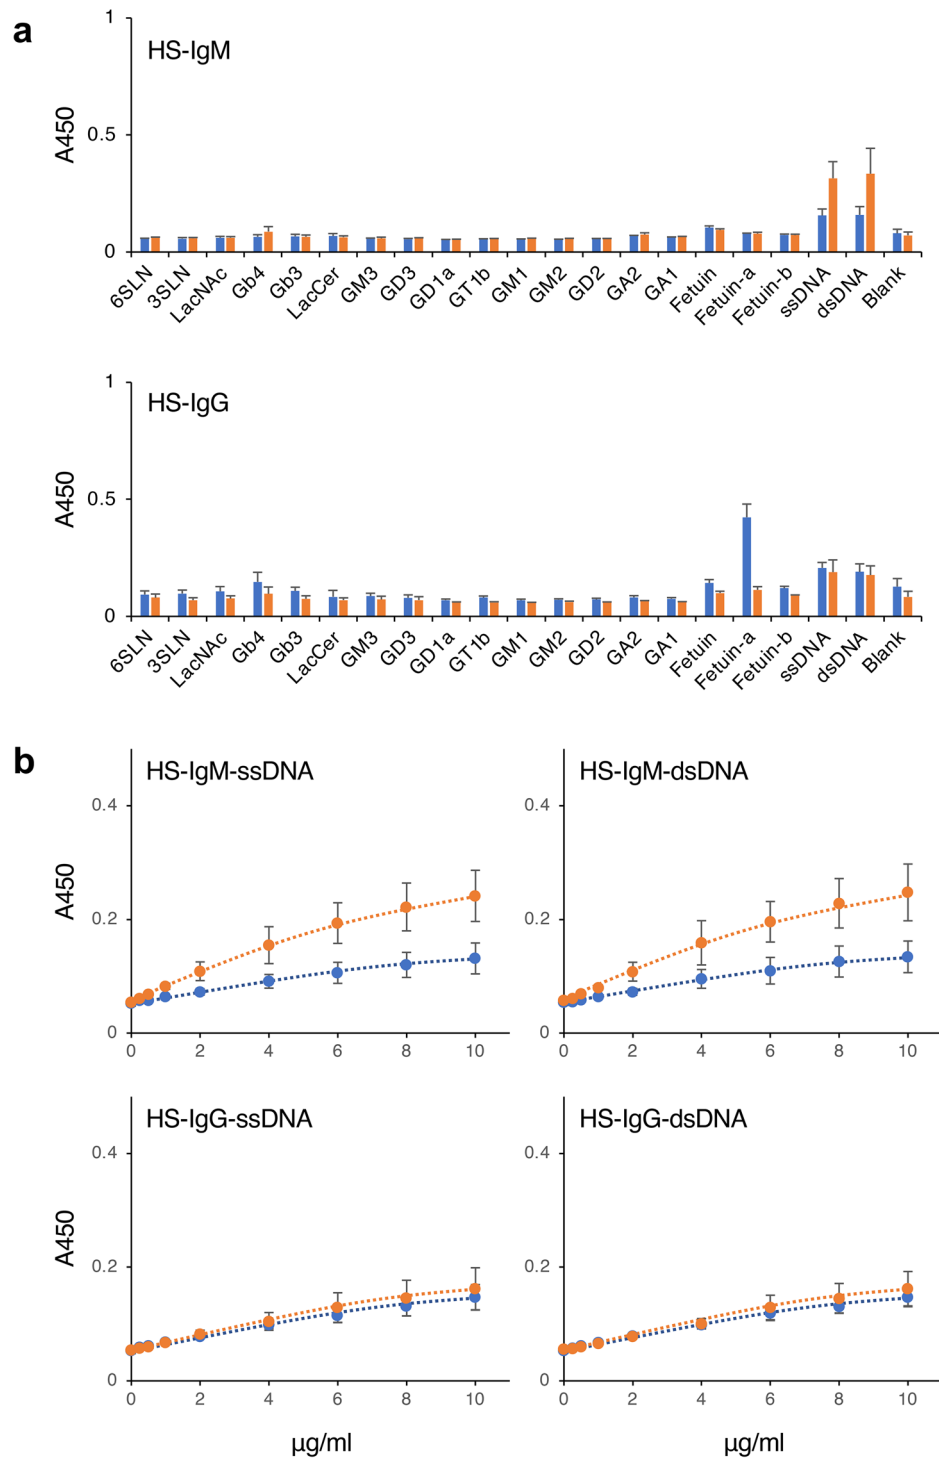 a
HS-IgM
1
0.5
0
A450
6SLN 3SLN LacNAc Gb4 Gb3 LacCer GM3 GD3 GD1a GT1b GM1 GM2 GD2 GA2 GA1 Fetuin Fetuin-a Fetuin-b ssDNA dsDNA Blank
HS-IgG
1
0.5
0
A450
6SLN 3SLN LacNAc Gb4 Gb3 LacCer GM3 GD3 GD1a GT1b GM1 GM2 GD2 GA2 GA1 Fetuin Fetuin-a Fetuin-b ssDNA dsDNA Blank
b
HS-IgM-ssDNA
0.4
0.2
0
A450
0 2 4 6 8 10
HS-IgM-dsDNA
0.4
0.2
0
0 2 4 6 8 10
HS-IgG-ssDNA
0.4
0.2
0
A450
0 2 4 6 8 10
μg/ml
HS-IgG-dsDNA
0.4
0.2
0
0 2 4 6 8 10
μg/ml